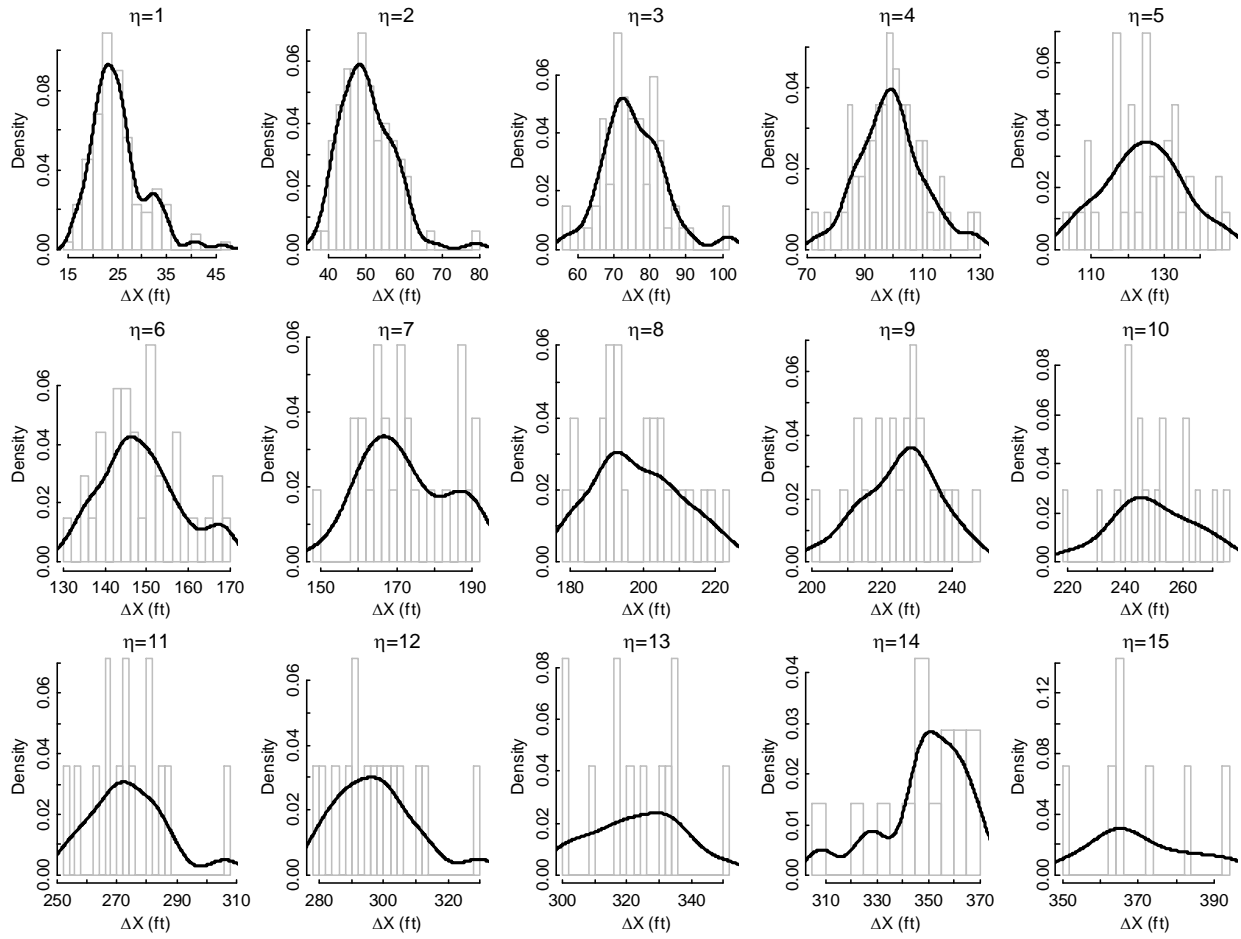 η=1
Density
0.00 0.04 0.08
15 25 35 45
ΔX (ft)
η=2
Density
0.00 0.02 0.04 0.06
40 50 60 70 80
ΔX (ft)
η=3
Density
0.00 0.02 0.04 0.06
60 70 80 90 100
ΔX (ft)
η=4
Density
0.00 0.01 0.02 0.03 0.04
70 90 110 130
ΔX (ft)
η=5
Density
0.00 0.02 0.04 0.06
110 130
ΔX (ft)
η=6
Density
0.00 0.02 0.04 0.06
130 140 150 160 170
ΔX (ft)
η=7
Density
0.00 0.02 0.04 0.06
150 170 190
ΔX (ft)
η=8
Density
0.00 0.01 0.02 0.03 0.04 0.05 0.06
180 200 220
ΔX (ft)
η=9
Density
0.00 0.02 0.04 0.06
200 220 240
ΔX (ft)
η=10
Density
0.00 0.02 0.04 0.06 0.08
220 240 260
ΔX (ft)
η=11
Density
0.00 0.02 0.04 0.06
250 270 290 310
ΔX (ft)
η=12
Density
0.00 0.02 0.04 0.06
280 300 320
ΔX (ft)
η=13
Density
0.00 0.02 0.04 0.06 0.08
300 320 340
ΔX (ft)
η=14
Density
0.00 0.01 0.02 0.03 0.04
310 330 350 370
ΔX (ft)
η=15
Density
0.00 0.04 0.08 0.12
350 370 390
ΔX (ft)